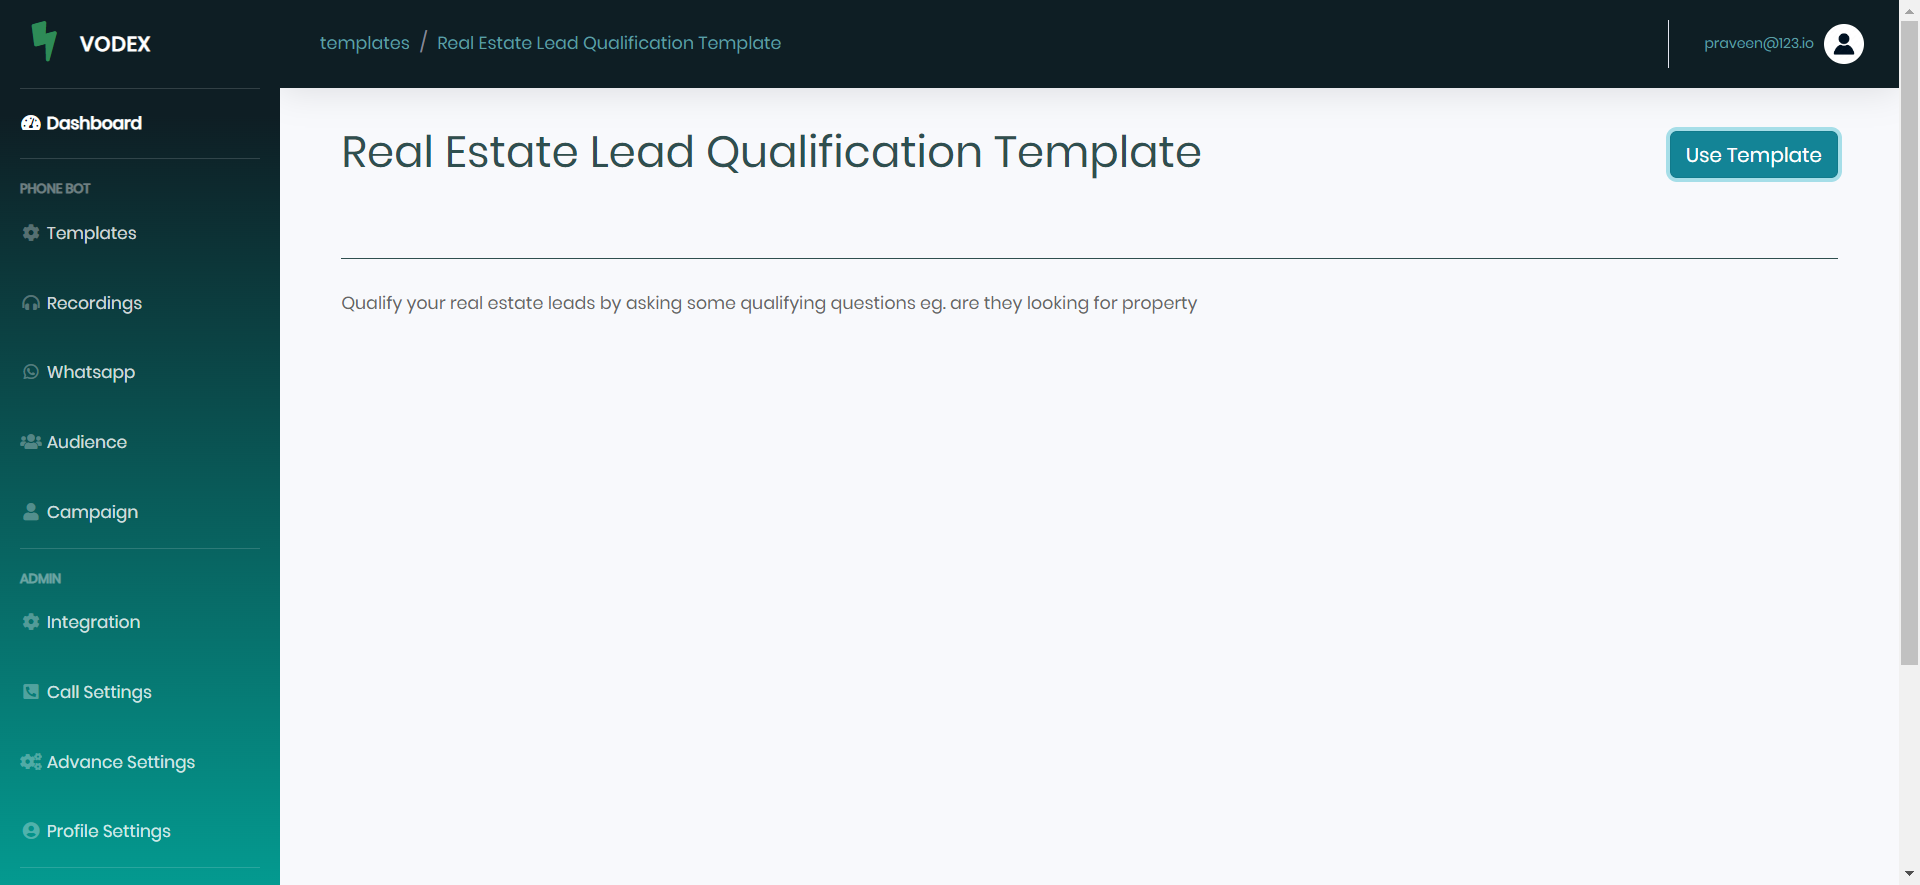 VODEX
templates / Real Estate Lead Qualification Template
praveen@123.io
Dashboard
PHONE BOT
Templates
Recordings
Whatsapp
Audience
Campaign
ADMIN
Integration
Call Settings
Advance Settings
Profile Settings
Real Estate Lead Qualification Template
Use Template
Qualify your real estate leads by asking some qualifying questions eg. are they looking for property